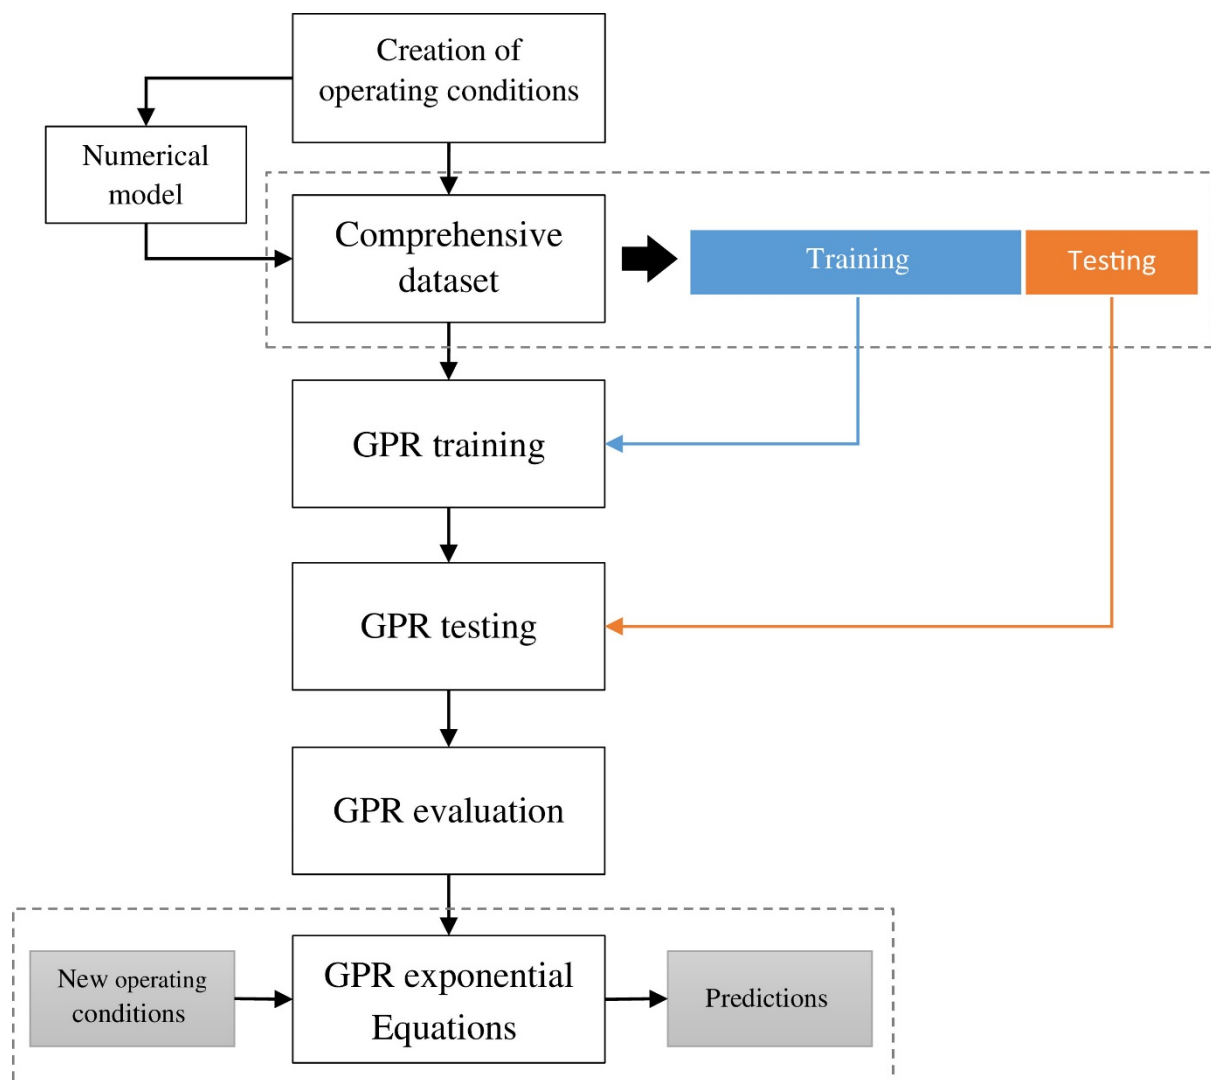 Creation of
operating conditions
Numerical
model
Comprehensive
dataset
Training
Testing
GPR training
GPR testing
GPR evaluation
New operating
conditions
GPR exponential
Equations
Predictions